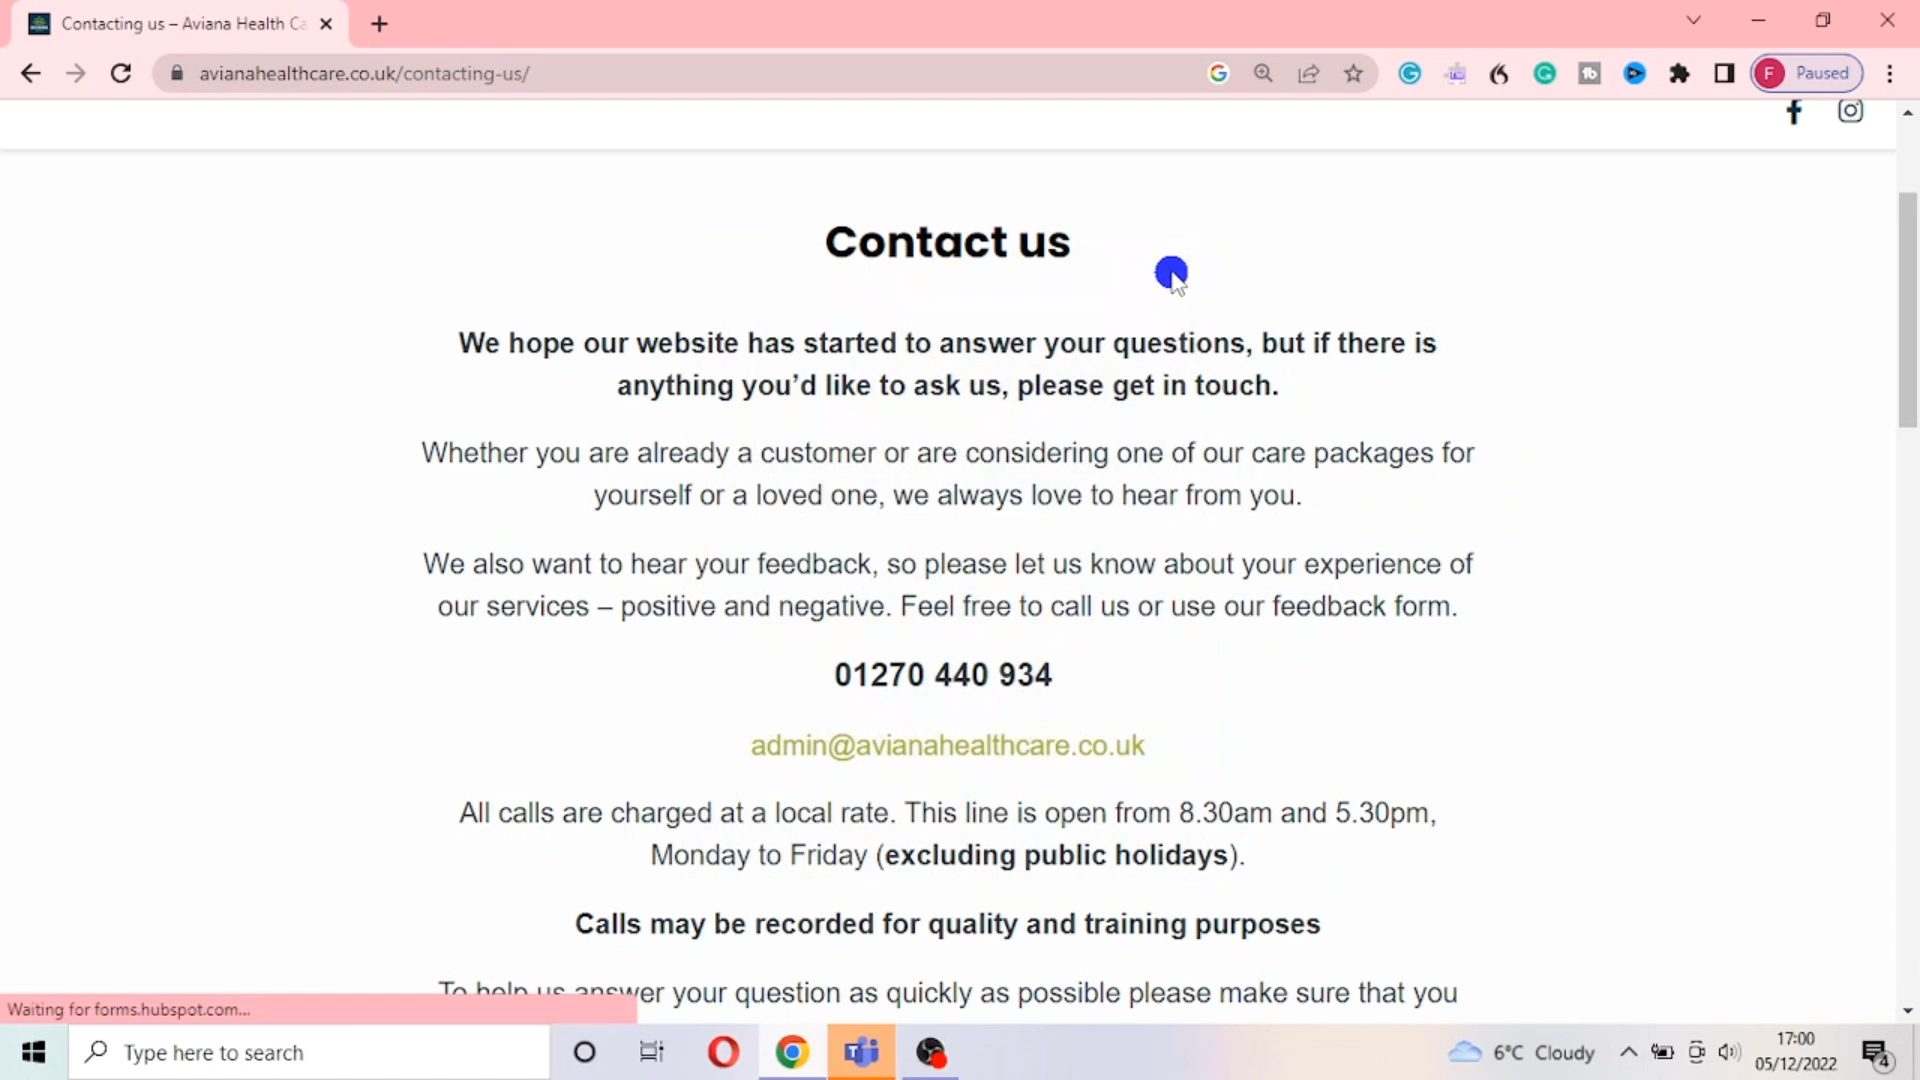 Contacting us – Aviana Health Ca
avianahealthcare.co.uk/contacting-us/
F Paused
Contact us
We hope our website has started to answer your questions, but if there is
anything you’d like to ask us, please get in touch.
Whether you are already a customer or are considering one of our care packages for
yourself or a loved one, we always love to hear from you.
We also want to hear your feedback, so please let us know about your experience of
our services – positive and negative. Feel free to call us or use our feedback form.
01270 440 934
admin@avianahealthcare.co.uk
All calls are charged at a local rate. This line is open from 8.30am and 5.30pm,
Monday to Friday (excluding public holidays).
Calls may be recorded for quality and training purposes
To help us answer your question as quickly as possible please make sure that you
Waiting for forms.hubspot.com...
Type here to search
6°C Cloudy
17:00
05/12/2022
4